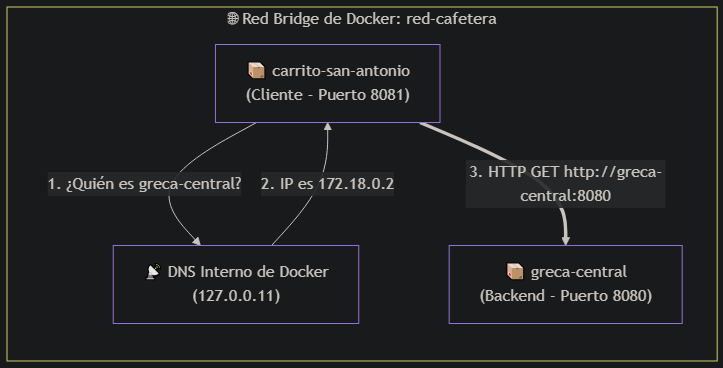 🌐 Red Bridge de Docker: red-cafetera
📦 carrito-san-antonio
(Cliente - Puerto 8081)
1. ¿Quién es greca-central?
2. IP es 172.18.0.2
3. HTTP GET http://greca-
central:8080
📡 DNS Interno de Docker
(127.0.0.11)
📦 greca-central
(Backend - Puerto 8080)